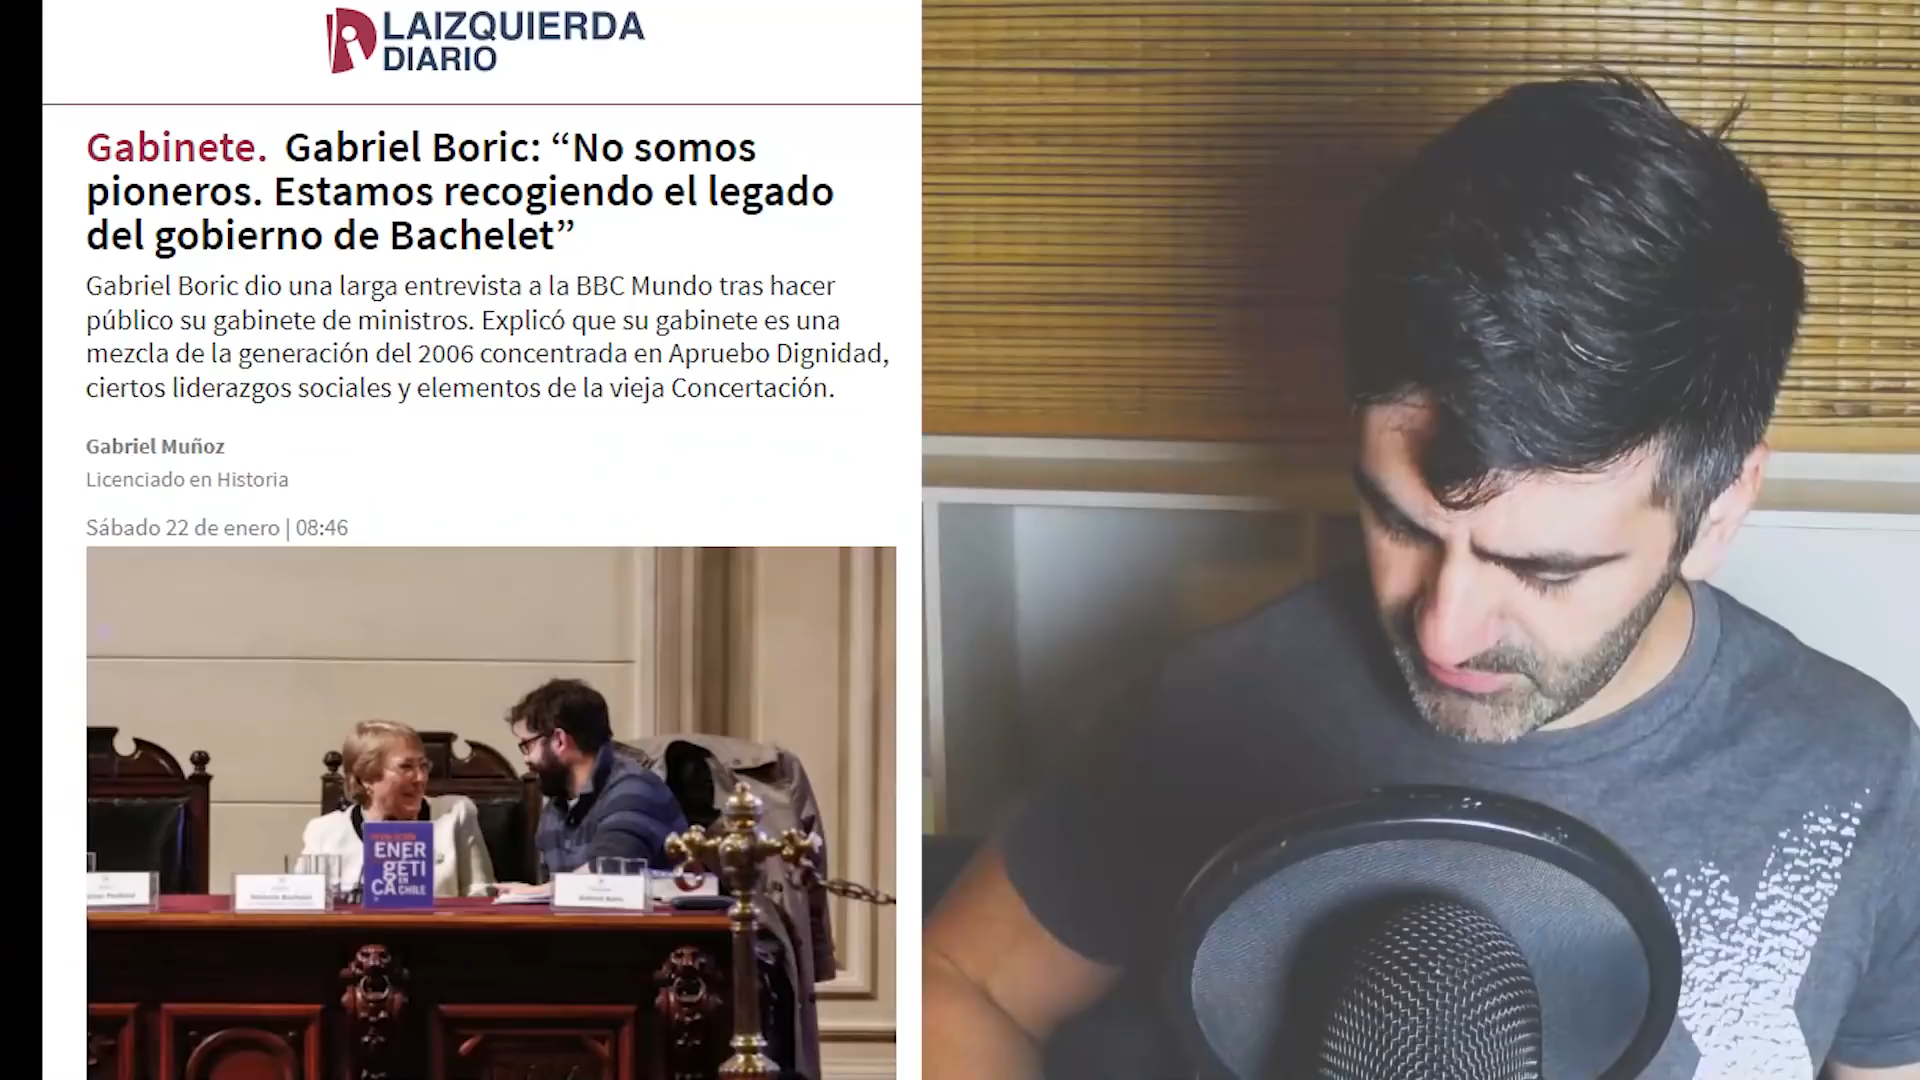 LAIZQUIERDA
DIARIO
Gabinete. Gabriel Boric: “No somos
pioneros. Estamos recogiendo el legado
del gobierno de Bachelet”
Gabriel Boric dio una larga entrevista a la BBC Mundo tras hacer
público su gabinete de ministros. Explicó que su gabinete es una
mezcla de la generación del 2006 concentrada en Apruebo Dignidad,
ciertos liderazgos sociales y elementos de la vieja Concertación.
Gabriel Muñoz
Licenciado en Historia
Sábado 22 de enero | 08:46
ENER
GÉTI
CA EN CHILE